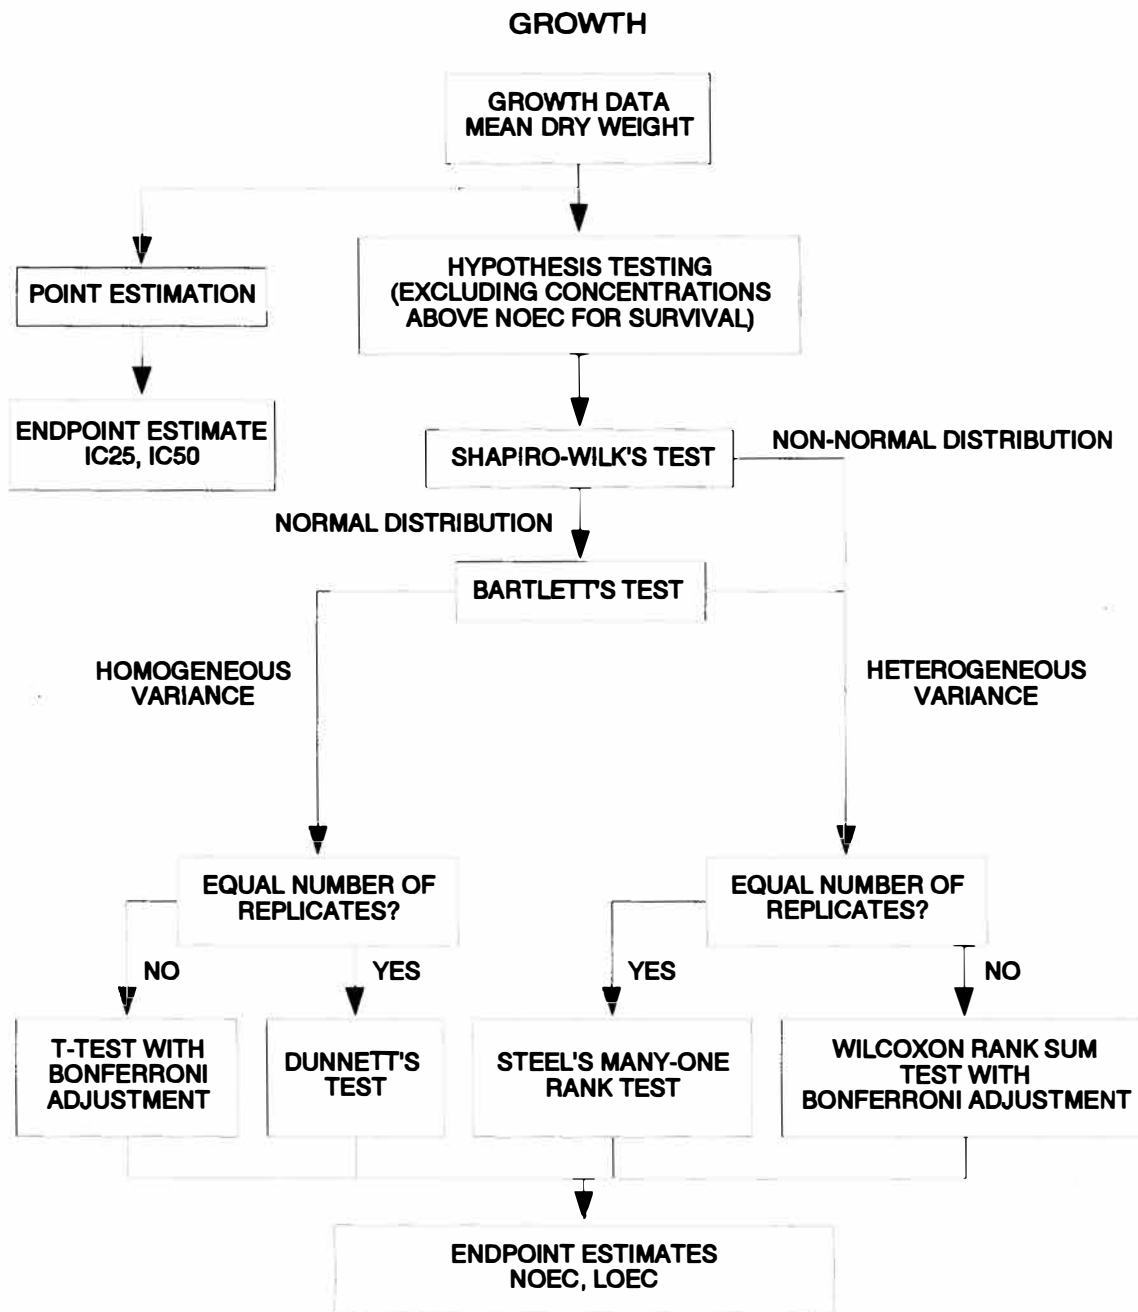 GROWTH
GROWTH DATA
MEAN DRY WEIGHT
POINT ESTIMATION
HYPOTHESIS TESTING
(EXCLUDING CONCENTRATIONS
ABOVE NOEC FOR SURVIVAL)
ENDPOINT ESTIMATE
IC25, IC50
SHAPIRO-WILK'S TEST
NON-NORMAL DISTRIBUTION
NORMAL DISTRIBUTION
BARTLETT'S TEST
HOMOGENEOUS
VARIANCE
HETEROGENEOUS
VARIANCE
EQUAL NUMBER OF
REPLICATES?
EQUAL NUMBER OF
REPLICATES?
NO
YES
YES
NO
T-TEST WITH
BONFERRONI
ADJUSTMENT
DUNNETT'S
TEST
STEEL'S MANY-ONE
RANK TEST
WILCOXON RANK SUM
TEST WITH
BONFERRONI ADJUSTMENT
ENDPOINT ESTIMATES
NOEC, LOEC